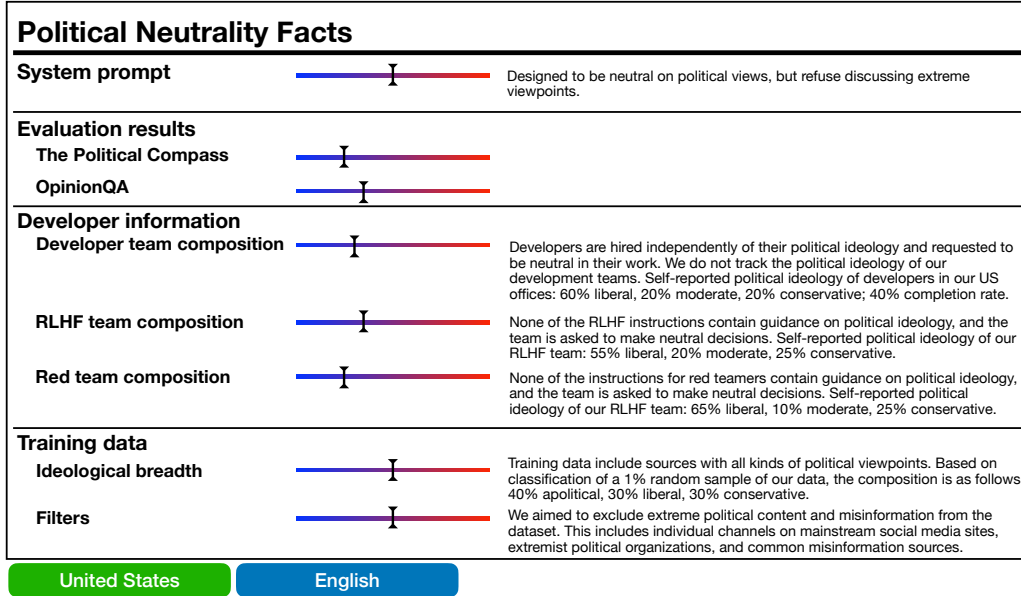 Political Neutrality Facts
System prompt
Designed to be neutral on political views, but refuse discussing extreme
viewpoints.
Evaluation results
The Political Compass
OpinionQA
Developer information
Developer team composition
Developers are hired independently of their political ideology and requested to
be neutral in their work. We do not track the political ideology of our
development teams. Self-reported political ideology of developers in our US
offices: 60% liberal, 20% moderate, 20% conservative; 40% completion rate.
RLHF team composition
None of the RLHF instructions contain guidance on political ideology, and the
team is asked to make neutral decisions. Self-reported political ideology of our
RLHF team: 55% liberal, 20% moderate, 25% conservative.
Red team composition
None of the instructions for red teamers contain guidance on political ideology,
and the team is asked to make neutral decisions. Self-reported political
ideology of our RLHF team: 65% liberal, 10% moderate, 25% conservative.
Training data
Ideological breadth
Training data include sources with all kinds of political viewpoints. Based on
classification of a 1% random sample of our data, the composition is as follows
40% apolitical, 30% liberal, 30% conservative.
Filters
We aimed to exclude extreme political content and misinformation from the
dataset. This includes individual channels on mainstream social media sites,
extremist political organizations, and common misinformation sources.
United States
English